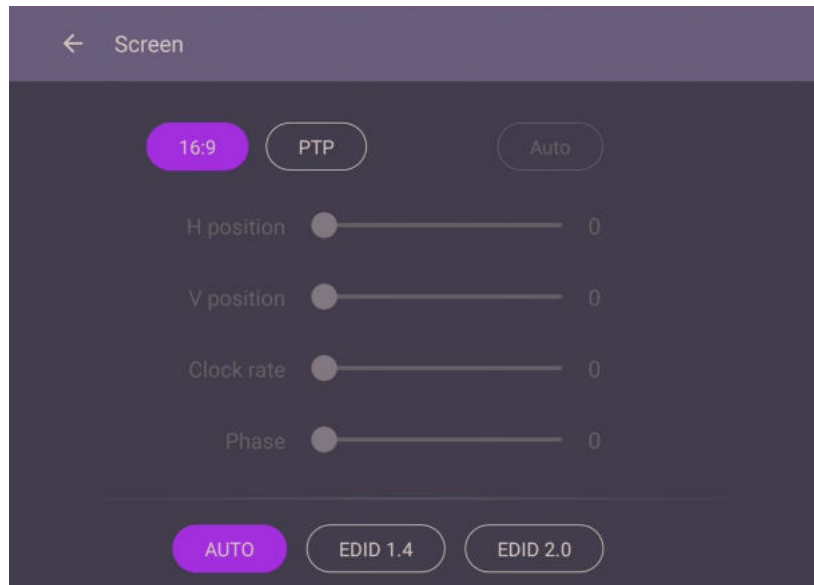 Screen
16:9 PTP Auto
H position 0
V position 0
Clock rate 0
Phase 0
AUTO EDID 1.4 EDID 2.0